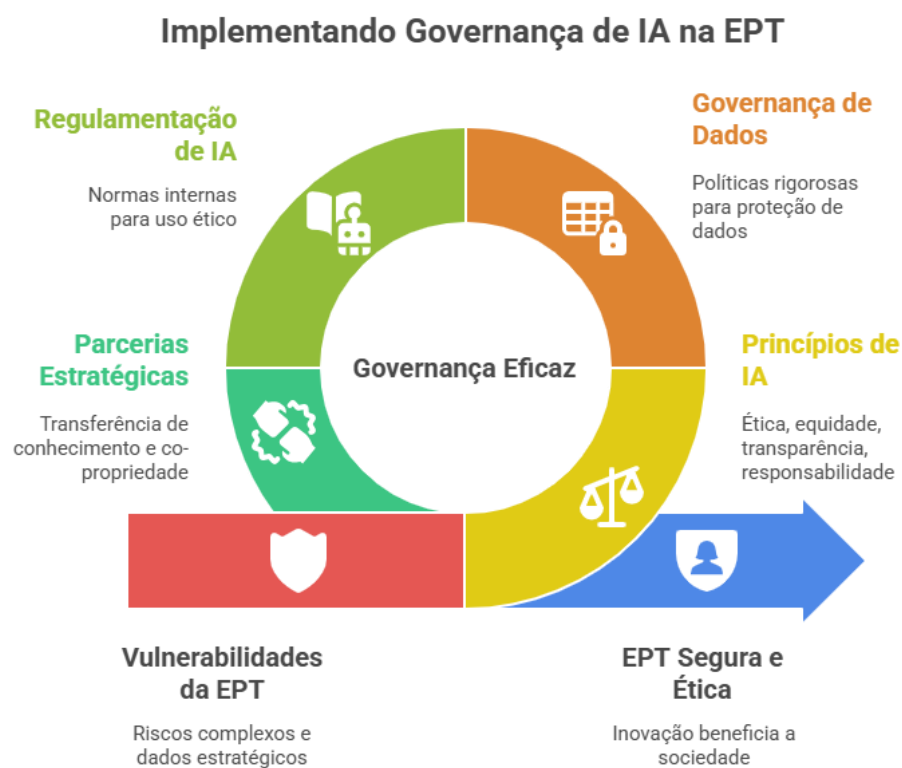 Implementando Governança de IA na EPT
Regulamentação
de IA
Normas internas
para uso ético
Governança de
Dados
Políticas rigorosas
para proteção de
dados
Parcerias
Estratégicas
Transferência de
conhecimento e co-
propriedade
Governança Eficaz
Princípios de
IA
Ética, equidade,
transparência,
responsabilidade
Vulnerabilidades
da EPT
Riscos complexos e
dados estratégicos
EPT Segura e
Ética
Inovação beneficia a
sociedade